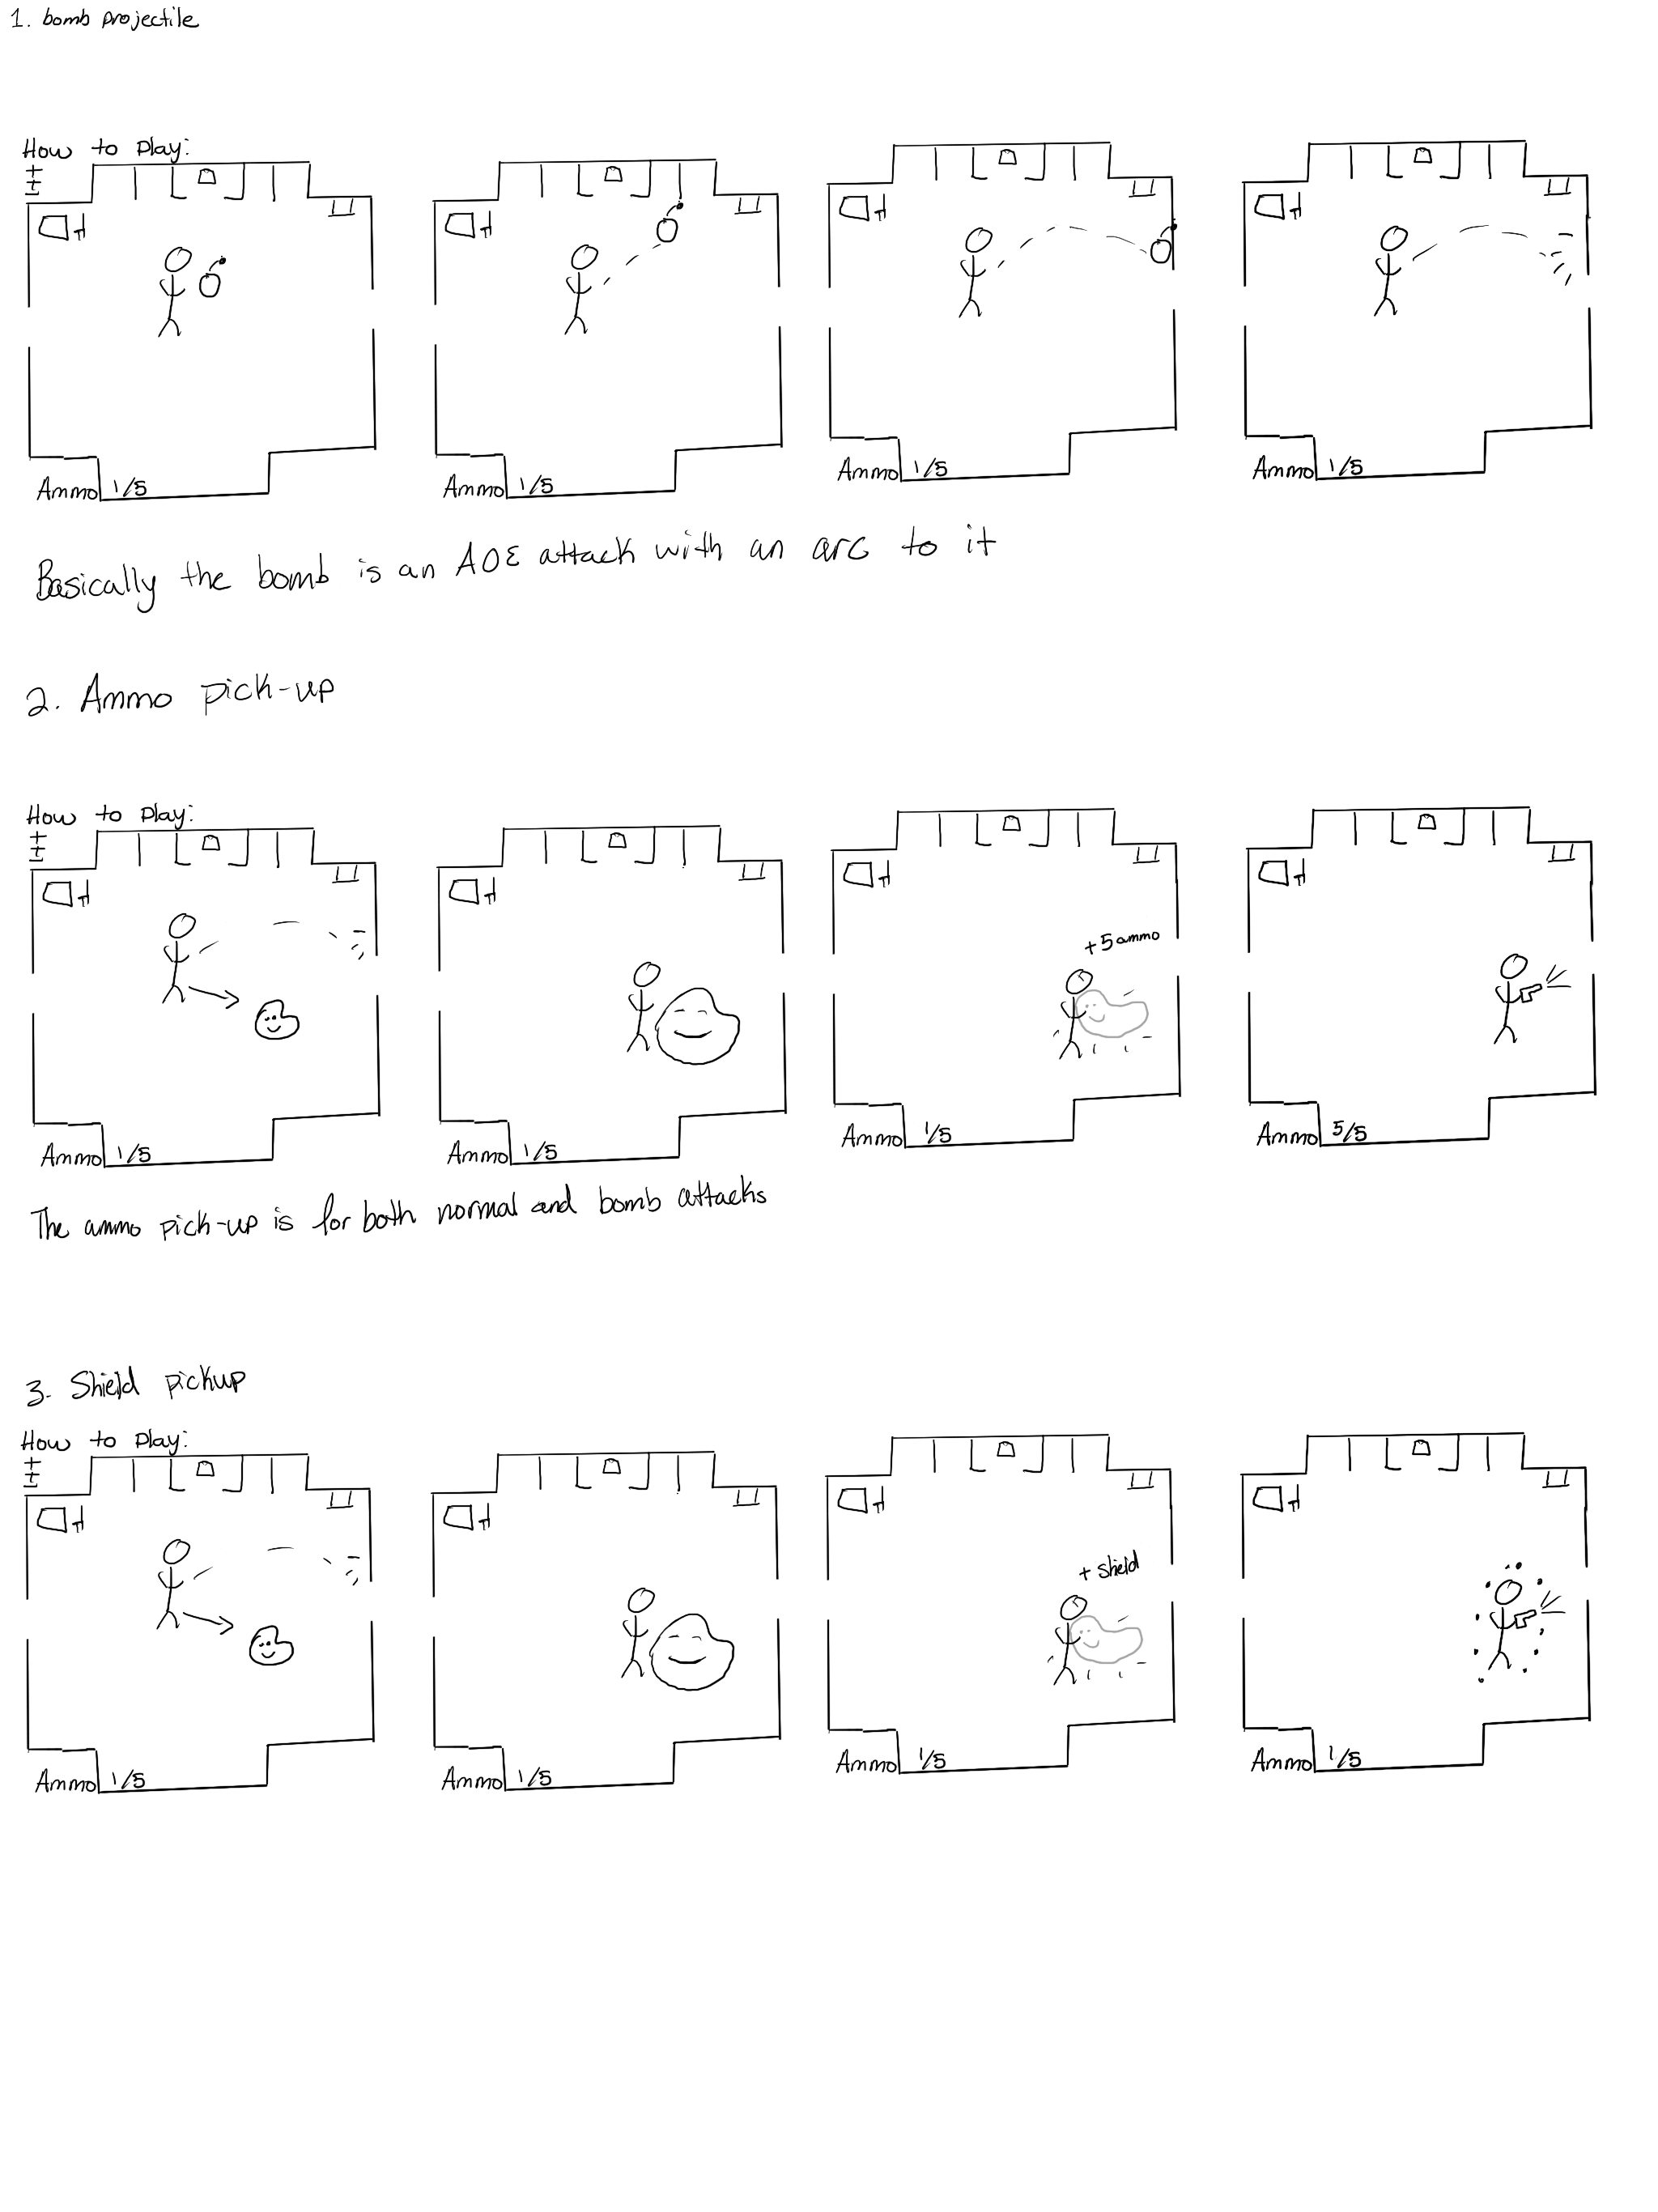 1. bomb projectile
How to play:
Ammo 1/5
Ammo 1/5
Ammo 1/5
Ammo 1/5
Basically the bomb is an AOE attack with an arc to it
2. Ammo pick-up
How to play:
+5 ammo
Ammo 1/5
Ammo 1/5
Ammo 1/5
Ammo 5/5
The ammo pick-up is for both normal and bomb attacks
3. Shield pickup
How to play:
+ shield
Ammo 1/5
Ammo 1/5
Ammo 1/5
Ammo 1/5